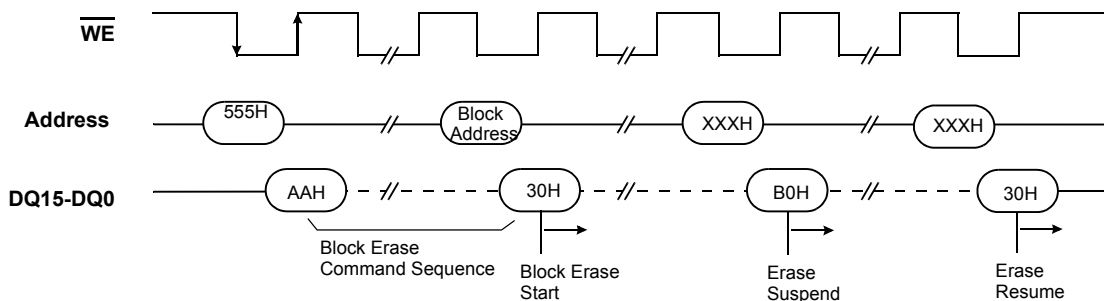 WE
Address
555H
Block
Address
XXXH
XXXH
DQ15-DQ0
AAH
30H
B0H
30H
Block Erase
Command Sequence
Block Erase
Start
Erase
Suspend
Erase
Resume